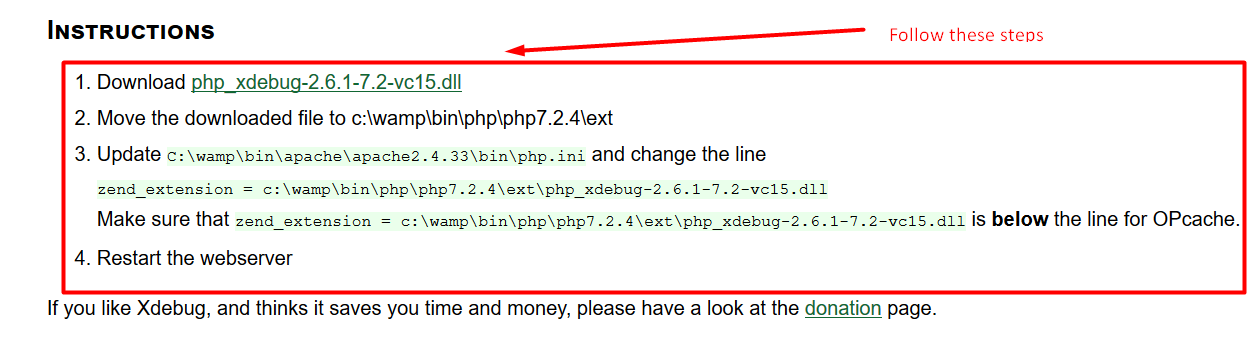 INSTRUCTIONS
Follow these steps
1. Download php_xdebug-2.6.1-7.2-vc15.dll
2. Move the downloaded file to c:\wamp\bin\php\php7.2.4\ext
3. Update C:\wamp\bin\apache\apache2.4.33\bin\php.ini and change the line
zend_extension = c:\wamp\bin\php\php7.2.4\ext\php_xdebug-2.6.1-7.2-vc15.dll
Make sure that zend_extension = c:\wamp\bin\php\php7.2.4\ext\php_xdebug-2.6.1-7.2-vc15.dll is below the line for OPcache.
4. Restart the webserver
If you like Xdebug, and thinks it saves you time and money, please have a look at the donation page.